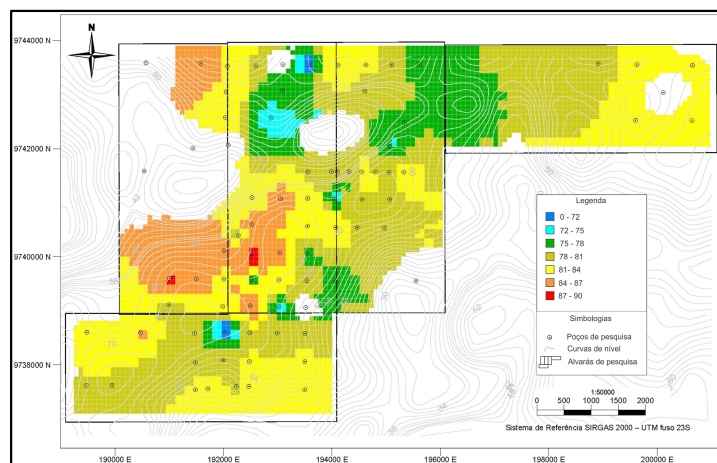 N
9744000 N
9742000 N
9740000 N
9738000 N
Legenda
0 - 72
72 - 75
75 - 78
78 - 81
81 - 84
84 - 87
87 - 90
Simbologias
Poços de pesquisa
Curvas de nível
Alvarás de pesquisa
1:50000
0 500 1000 2000
Sistema de Referência SIRGAS 2000 – UTM fuso 23S
190000 E
192000 E
194000 E
196000 E
198000 E
200000 E